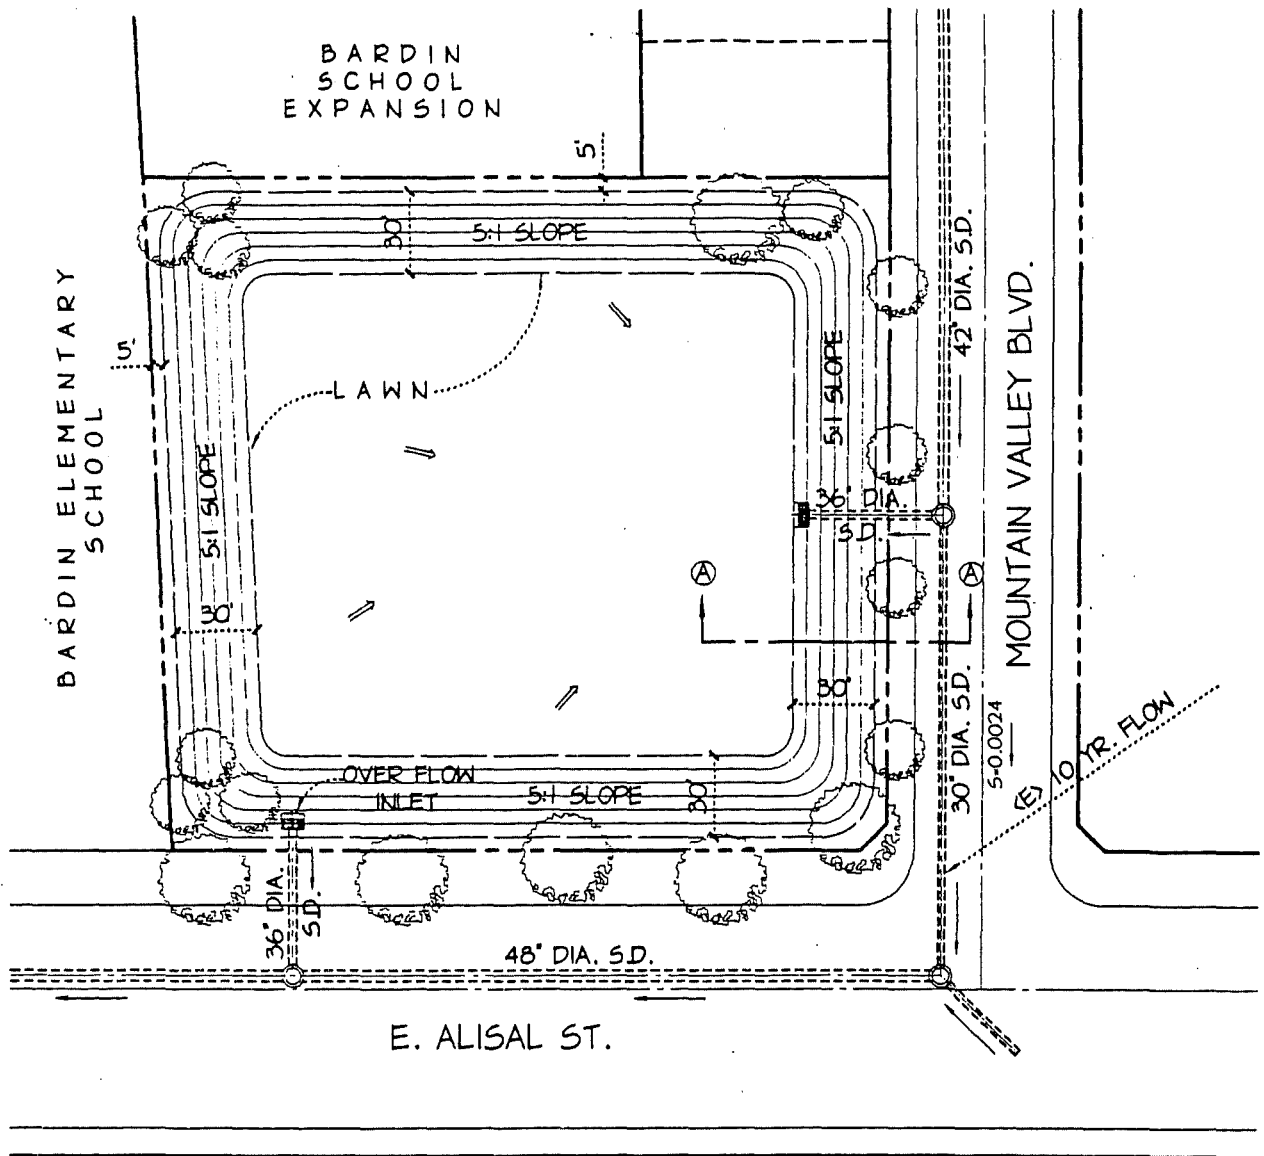 BARDIN
SCHOOL
EXPANSION
5'
30'
5:1 SLOPE
42" DIA. S.D.
MOUNTAIN VALLEY BLVD.
BARDIN ELEMENTARY
SCHOOL
5'
LAWN
5:1 SLOPE
5:1 SLOPE
36" DIA.
S.D.
A
A
30'
30'
30" DIA. S.D.
S=0.0024
(E) 10 YR. FLOW
OVER FLOW
INLET
5:1 SLOPE
30'
36" DIA.
S.D.
48" DIA. S.D.
E. ALISAL ST.